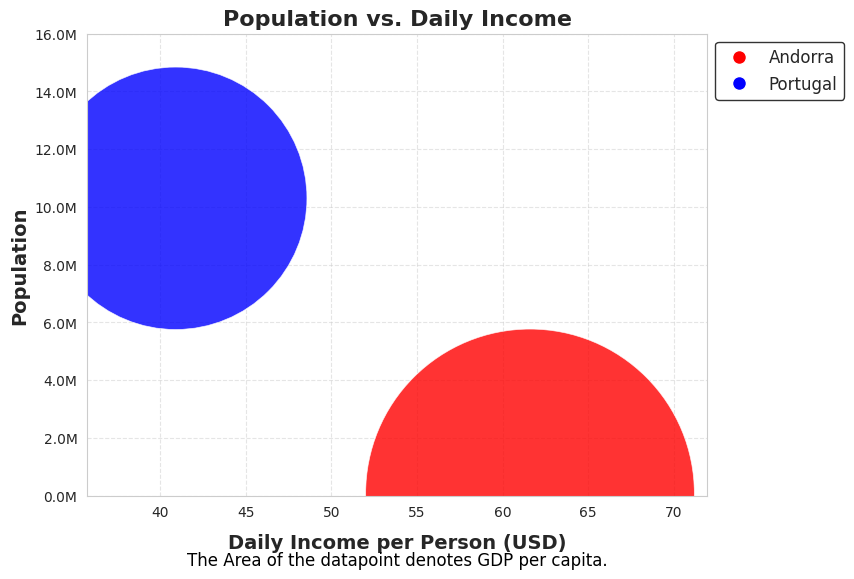 Population vs. Daily Income
Andorra
Portugal
Population
16.0M
14.0M
12.0M
10.0M
8.0M
6.0M
4.0M
2.0M
0.0M
40 45 50 55 60 65 70
Daily Income per Person (USD)
The Area of the datapoint denotes GDP per capita.